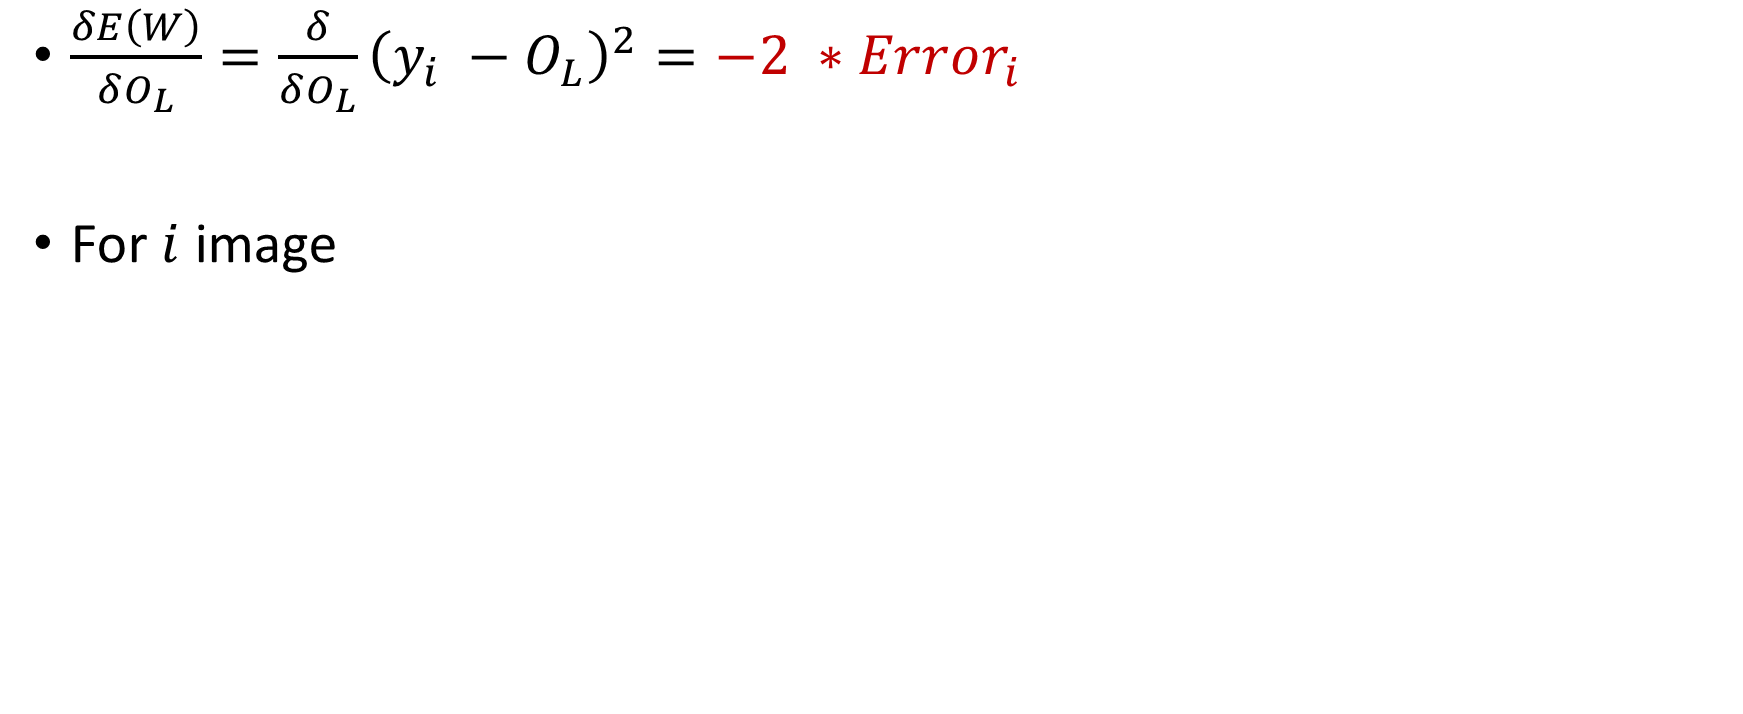 • δE(W)/δO_L = δ/δO_L (y_i − O_L)² = −2 ∗ Error_i
• For i image